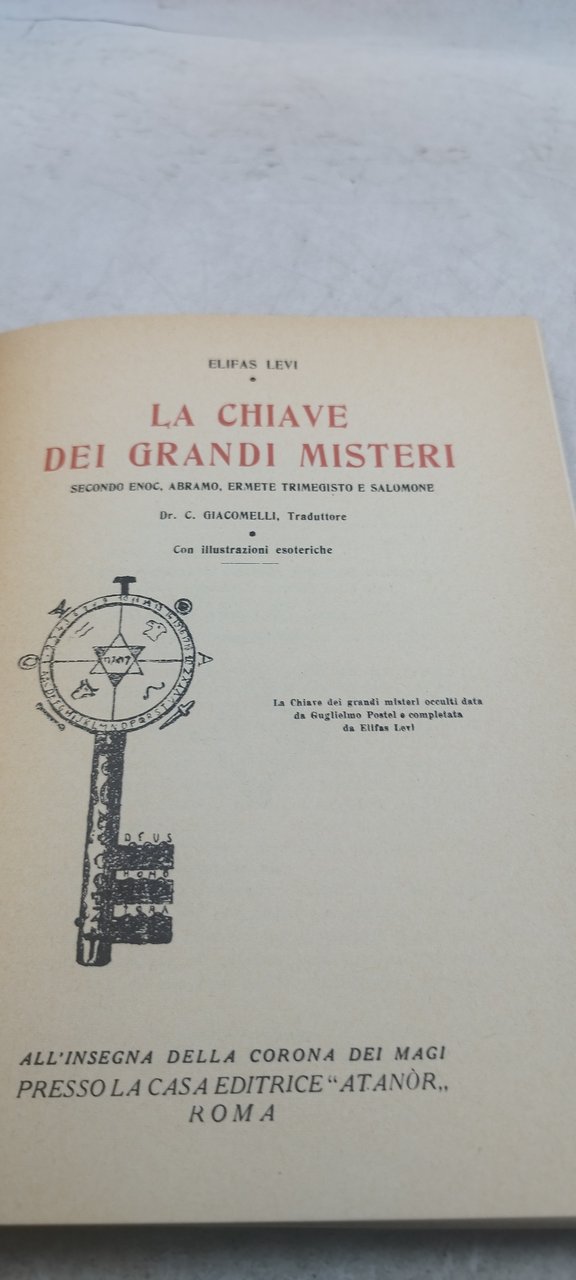 ELIFAS LEVI
LA CHIAVE
DEI GRANDI MISTERI
SECONDO ENOC, ABRAMO, ERMETE TRIMEGISTO E SALOMONE
Dr. C. GIACOMELLI, Traduttore
Con illustrazioni esoteriche
T
A
La Chiave dei grandi misteri occulti data
da Guglielmo Postel e completata
da Elifas Levi
DEUS
HOMO
ROTA
ALL'INSEGNA DELLA CORONA DEI MAGI
PRESSO LA CASA EDITRICE “ATANÒR„
ROMA